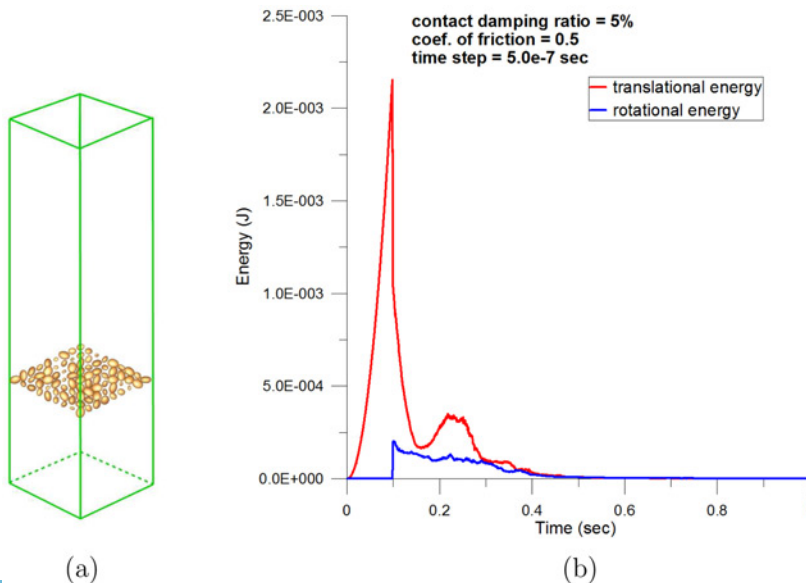 contact damping ratio = 5%
coef. of friction = 0.5
time step = 5.0e-7 sec
translational energy
rotational energy
2.5E-003
2.0E-003
1.5E-003
1.0E-003
5.0E-004
0.0E+000
Energy (J)
0 0.2 0.4 0.6 0.8
Time (sec)
(a) (b)